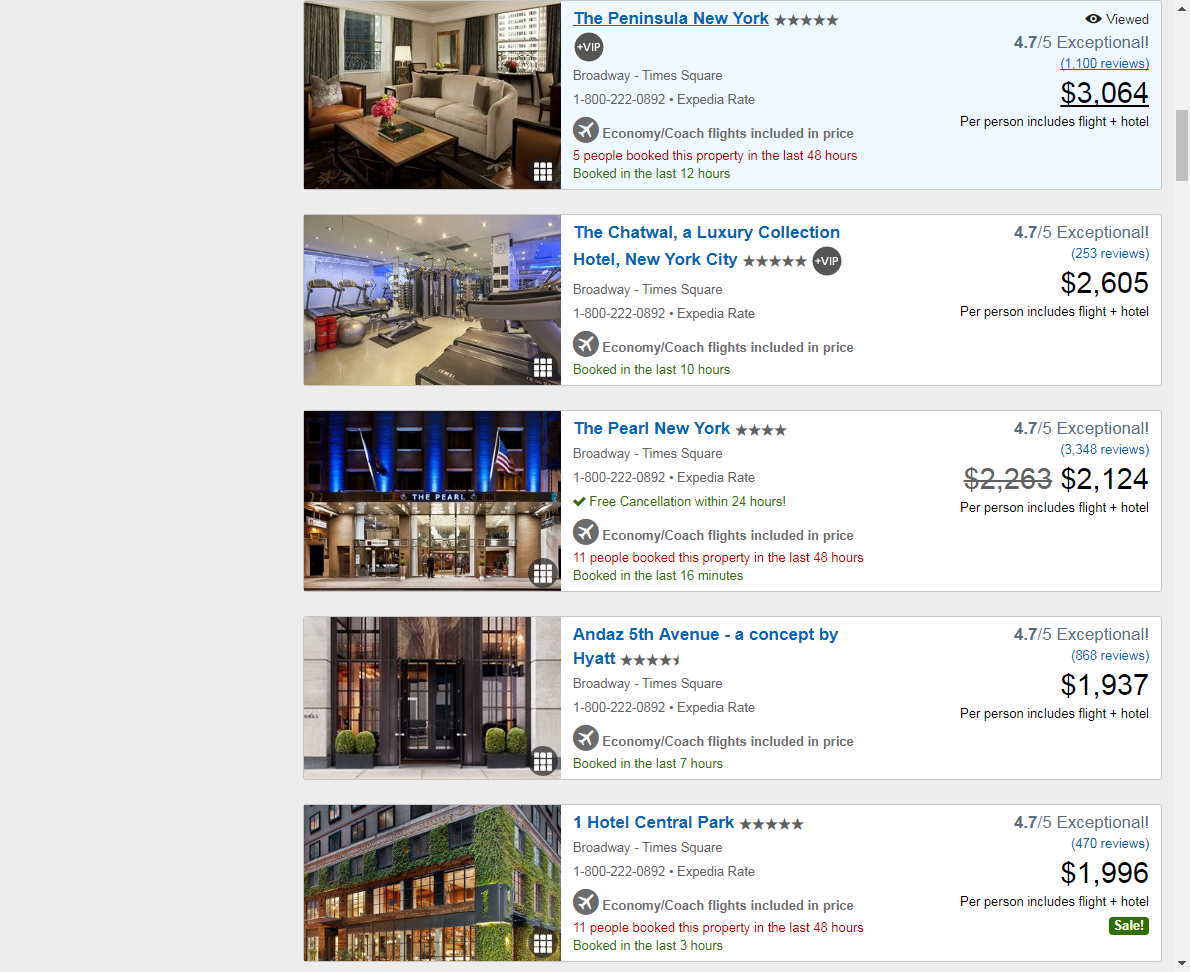 The Peninsula New York
Viewed
+VIP
4.7/5 Exceptional!
(1,100 reviews)
Broadway - Times Square
$3,064
1-800-222-0892 • Expedia Rate
Per person includes flight + hotel
Economy/Coach flights included in price
5 people booked this property in the last 48 hours
Booked in the last 12 hours
The Chatwal, a Luxury Collection
Hotel, New York City
+VIP
4.7/5 Exceptional!
(253 reviews)
Broadway - Times Square
$2,605
1-800-222-0892 • Expedia Rate
Per person includes flight + hotel
Economy/Coach flights included in price
Booked in the last 10 hours
THE PEARL
The Pearl New York
4.7/5 Exceptional!
(3,348 reviews)
Broadway - Times Square
$2,263 $2,124
1-800-222-0892 • Expedia Rate
Per person includes flight + hotel
Free Cancellation within 24 hours!
Economy/Coach flights included in price
11 people booked this property in the last 48 hours
Booked in the last 16 minutes
Andaz 5th Avenue - a concept by
Hyatt
4.7/5 Exceptional!
(868 reviews)
Broadway - Times Square
$1,937
1-800-222-0892 • Expedia Rate
Per person includes flight + hotel
Economy/Coach flights included in price
Booked in the last 7 hours
1 Hotel Central Park
4.7/5 Exceptional!
(470 reviews)
Broadway - Times Square
$1,996
1-800-222-0892 • Expedia Rate
Per person includes flight + hotel
Economy/Coach flights included in price
Sale!
11 people booked this property in the last 48 hours
Booked in the last 3 hours